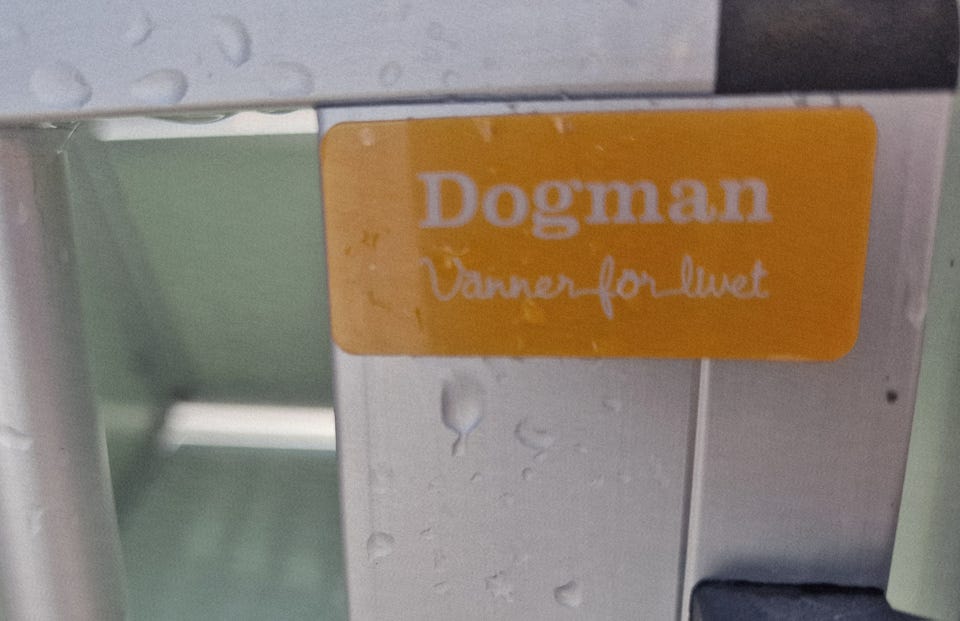 Dogman
Vänner för livet